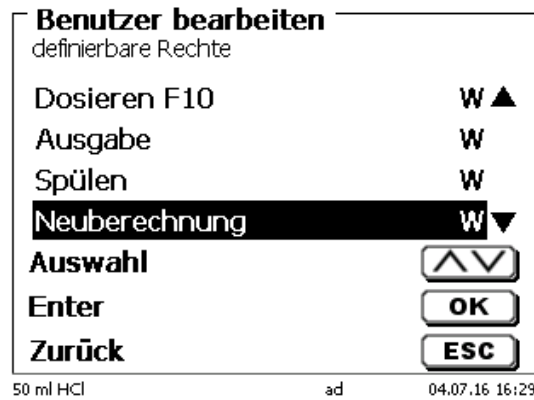 Benutzer bearbeiten
definierbare Rechte
Dosieren F10 W
Ausgabe W
Spülen W
Neuberechnung W
Auswahl
Enter OK
Zurück ESC
50 ml HCl ad 04.07.16 16:29